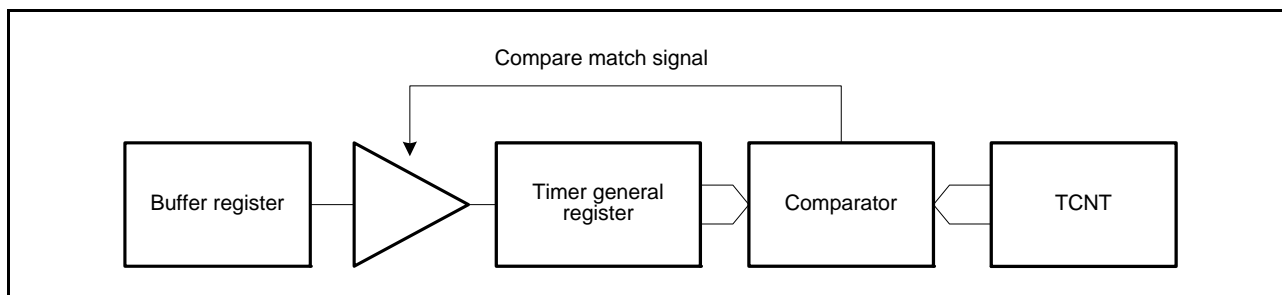 Compare match signal
Buffer register
Timer general
register
Comparator
TCNT